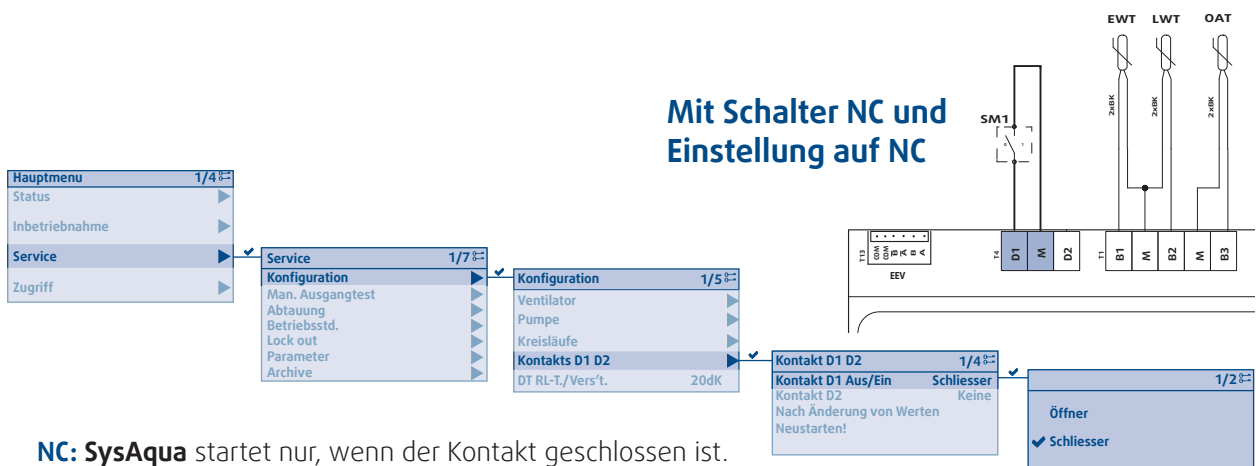 EWT LWT OAT
2xBK 2xBK 2xBK
Mit Schalter NC und
Einstellung auf NC
SM1
0 1
T13 COM COM B A B A
EEV
T4 D1 M D2
T1 B1 M B2 M B3
Hauptmenu 1/4
Status
Inbetriebnahme
Service
Zugriff
Service 1/7
Konfiguration
Man. Ausgangtest
Abtauung
Betriebsstd.
Lock out
Parameter
Archive
Konfiguration 1/5
Ventilator
Pumpe
Kreisläufe
Kontakts D1 D2
DT RL-T./Vers't. 20dK
Kontakt D1 D2 1/4
Kontakt D1 Aus/Ein Schliesser
Kontakt D2 Keine
Nach Änderung von Werten
Neustarten!
1/2
Öffner
Schliesser
NC: SysAqua startet nur, wenn der Kontakt geschlossen ist.